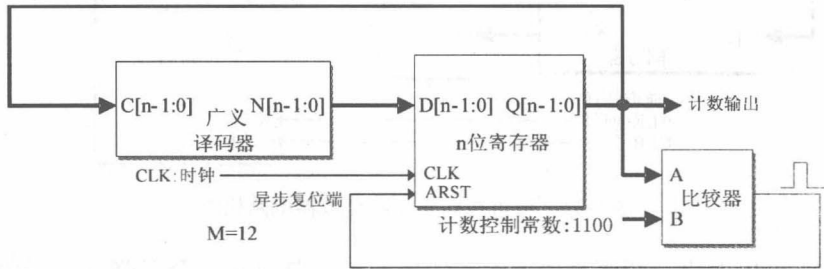 C[n-1:0] 广义 N[n-1:0]
译码器
D[n-1:0] Q[n-1:0]
n位寄存器
CLK
ARST
CLK:时钟
异步复位端
M=12
计数输出
A
比较器
B
计数控制常数:1100